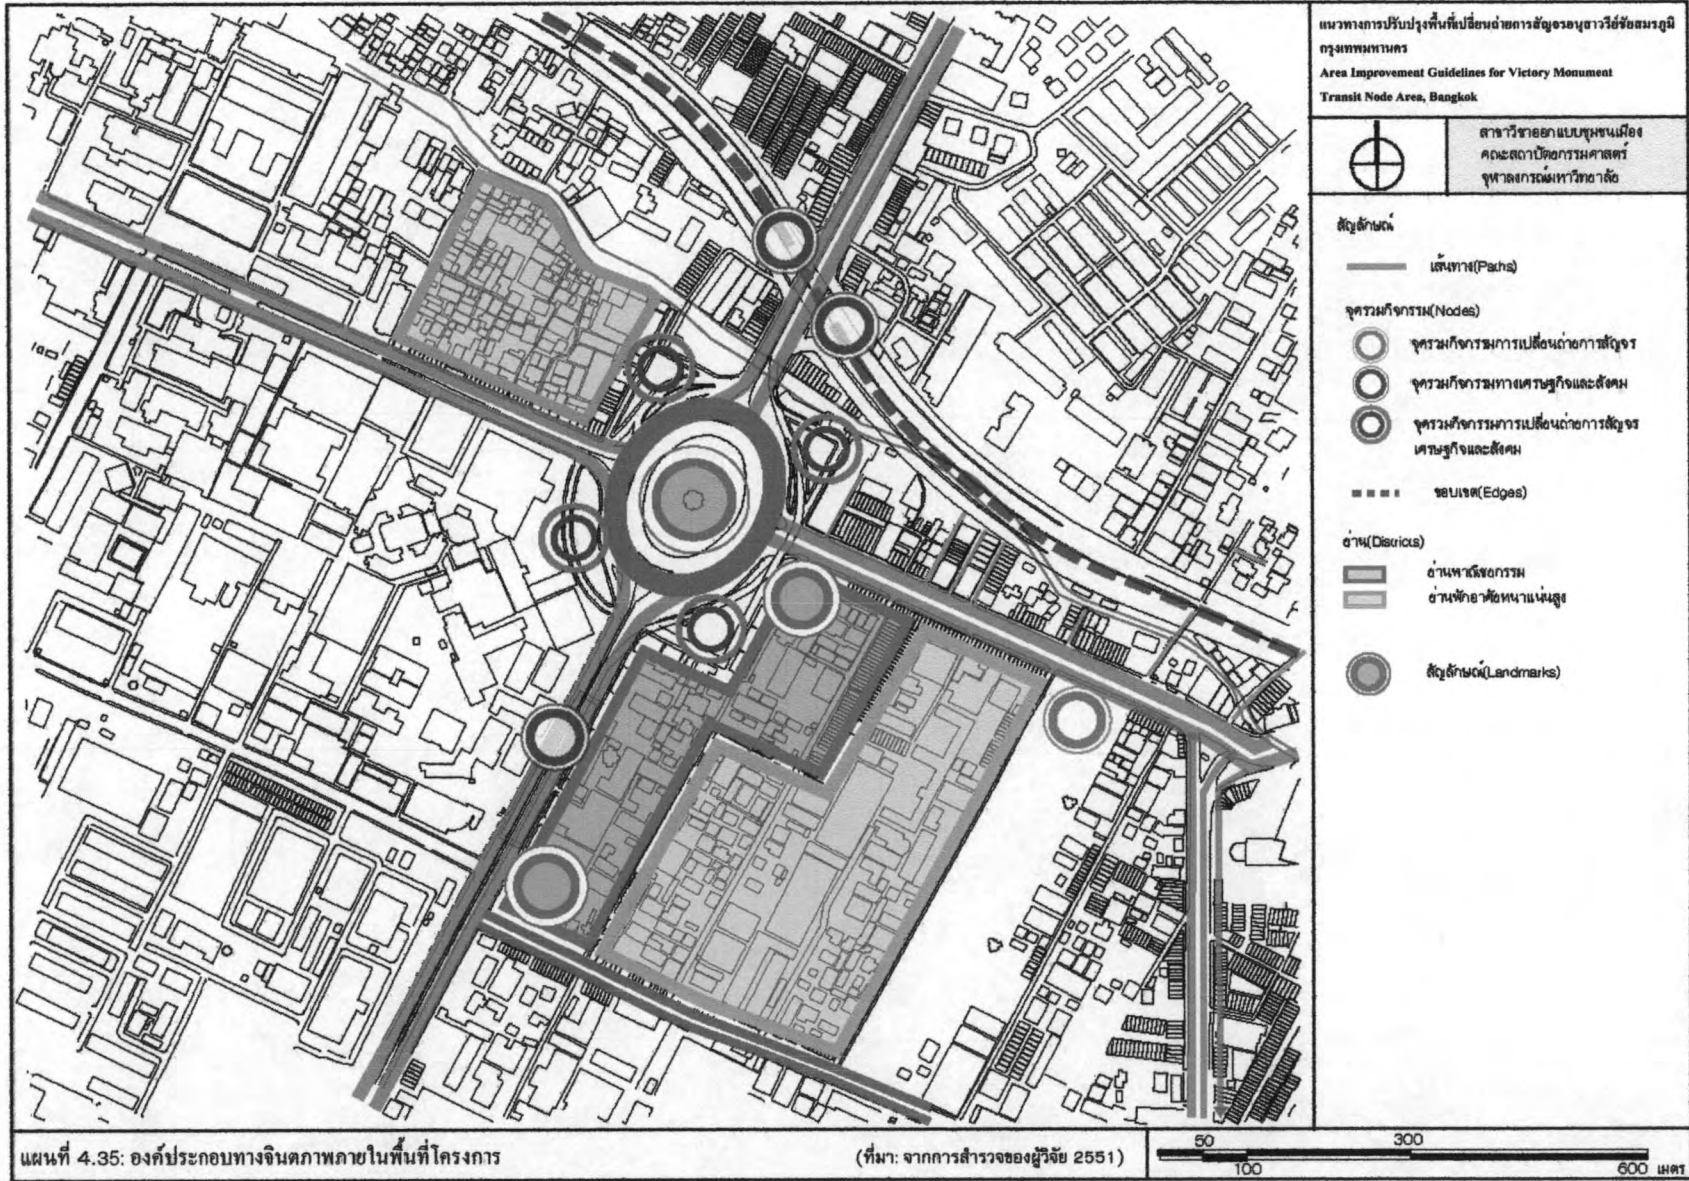 แนวทางการปรับปรุงพื้นที่เปลี่ยนถ่ายการสัญจรอนุสาวรีย์ชัยสมรภูมิ
กรุงเทพมหานคร
Area Improvement Guidelines for Victory Monument
Transit Node Area, Bangkok
สาขาวิชาออกแบบชุมชนเมือง
คณะสถาปัตยกรรมศาสตร์
จุฬาลงกรณ์มหาวิทยาลัย
สัญลักษณ์
เส้นทาง(Paths)
จุดรวมกิจกรรม(Nodes)
จุดรวมกิจกรรมการเปลี่ยนถ่ายการสัญจร
จุดรวมกิจกรรมทางเศรษฐกิจและสังคม
จุดรวมกิจกรรมการเปลี่ยนถ่ายการสัญจร
เศรษฐกิจและสังคม
ขอบเขต(Edges)
ย่าน(Districts)
ย่านพาณิชยกรรม
ย่านพักอาศัยหนาแน่นสูง
สัญลักษณ์(Landmarks)
แผนที่ 4.35: องค์ประกอบทางจินตภาพภายในพื้นที่โครงการ
(ที่มา: จากการสำรวจของผู้วิจัย 2551)
50 300
100 600 เมตร